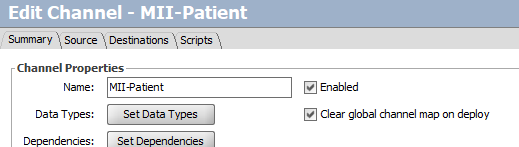 Edit Channel - MII-Patient
Summary Source Destinations Scripts
Channel Properties
Name: MII-Patient Enabled
Data Types: Set Data Types Clear global channel map on deploy
Dependencies: Set Dependencies